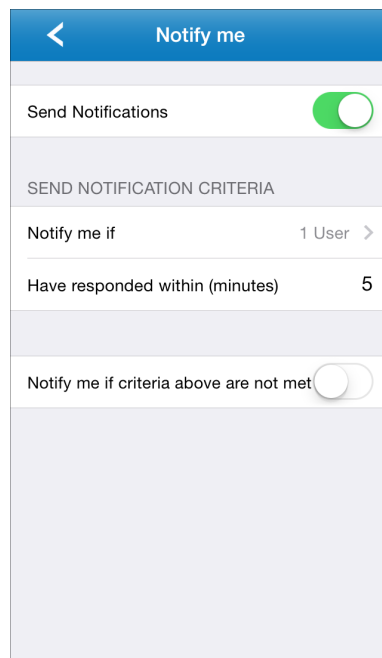 Notify me
Send Notifications
SEND NOTIFICATION CRITERIA
Notify me if 1 User
Have responded within (minutes) 5
Notify me if criteria above are not met